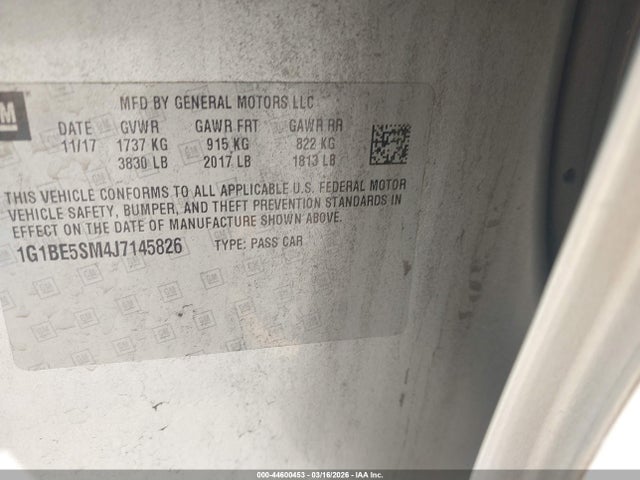 GM
MFD BY GENERAL MOTORS LLC
DATE GVWR GAWR FRT GAWR RR
11/17 1737 KG 915 KG 822 KG
3830 LB 2017 LB 1813 LB
THIS VEHICLE CONFORMS TO ALL APPLICABLE U.S. FEDERAL MOTOR
VEHICLE SAFETY, BUMPER, AND THEFT PREVENTION STANDARDS IN
EFFECT ON THE DATE OF MANUFACTURE SHOWN ABOVE.
1G1BE5SM4J7145826 TYPE: PASS CAR
000-44600453 - 03/16/2026 - IAA Inc.